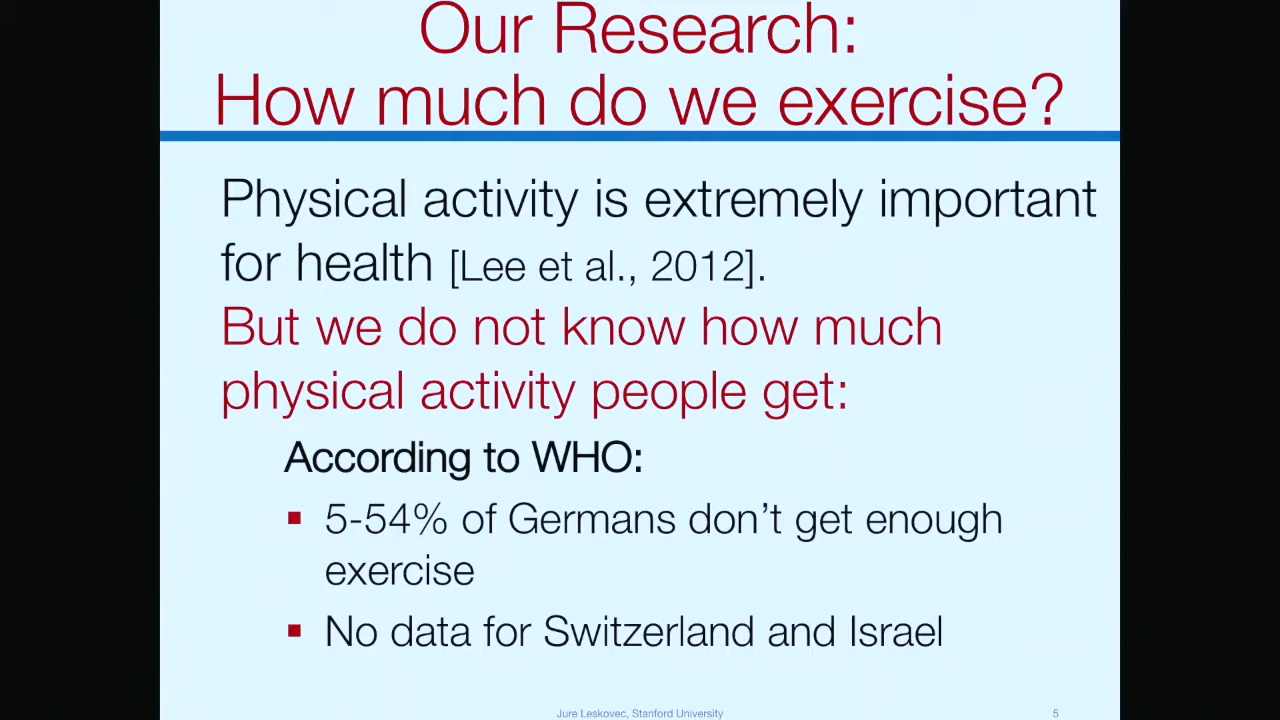 Our Research:
How much do we exercise?
Physical activity is extremely important
for health [Lee et al., 2012].
But we do not know how much
physical activity people get:
According to WHO:
▪ 5-54% of Germans don't get enough
exercise
▪ No data for Switzerland and Israel
Jure Leskovec, Stanford University
5